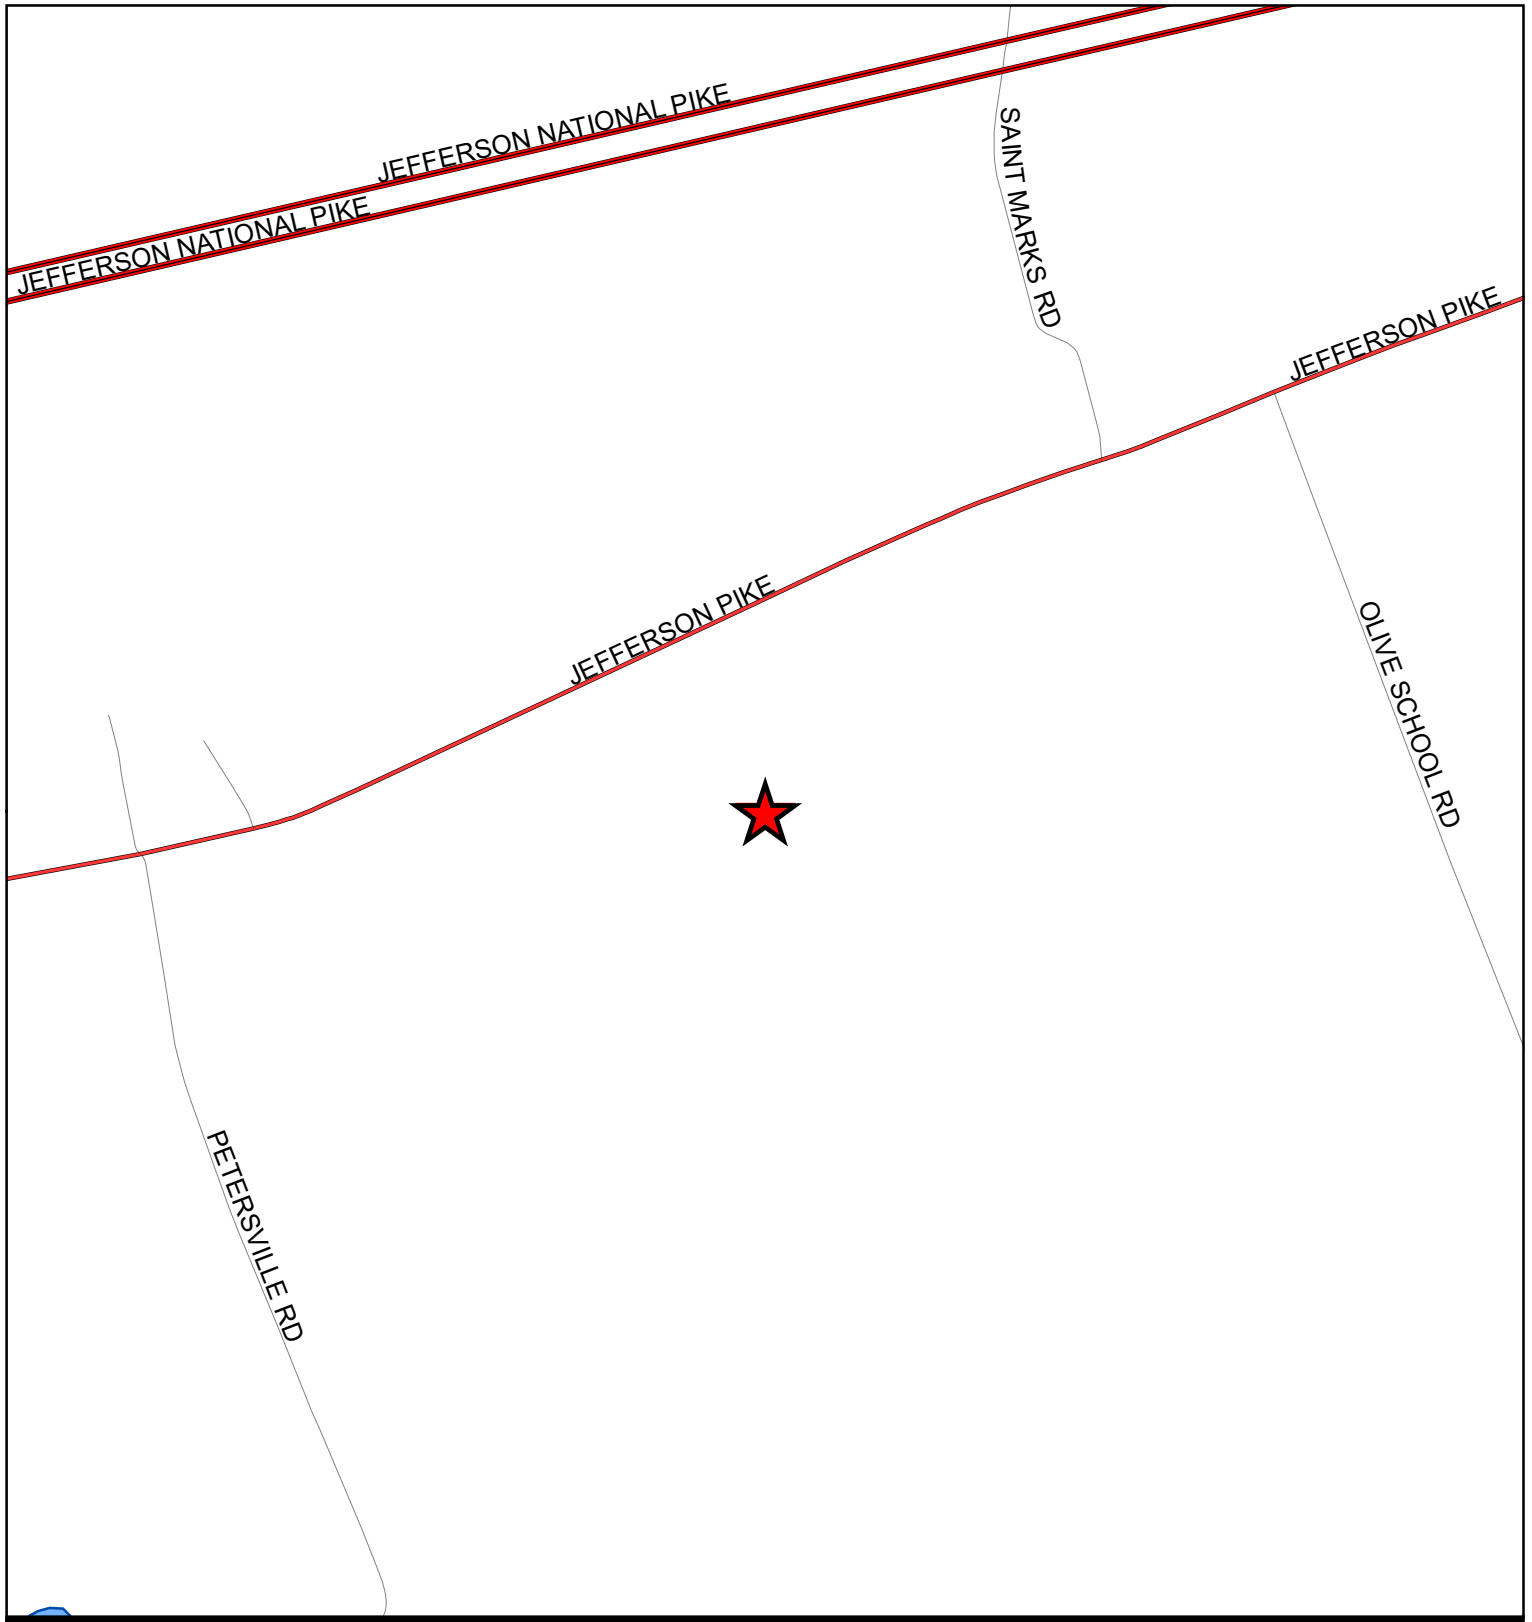 JEFFERSON NATIONAL PIKE
JEFFERSON NATIONAL PIKE
SAINT MARKS RD
JEFFERSON PIKE
JEFFERSON PIKE
OLIVE SCHOOL RD
PETERSVILLE RD